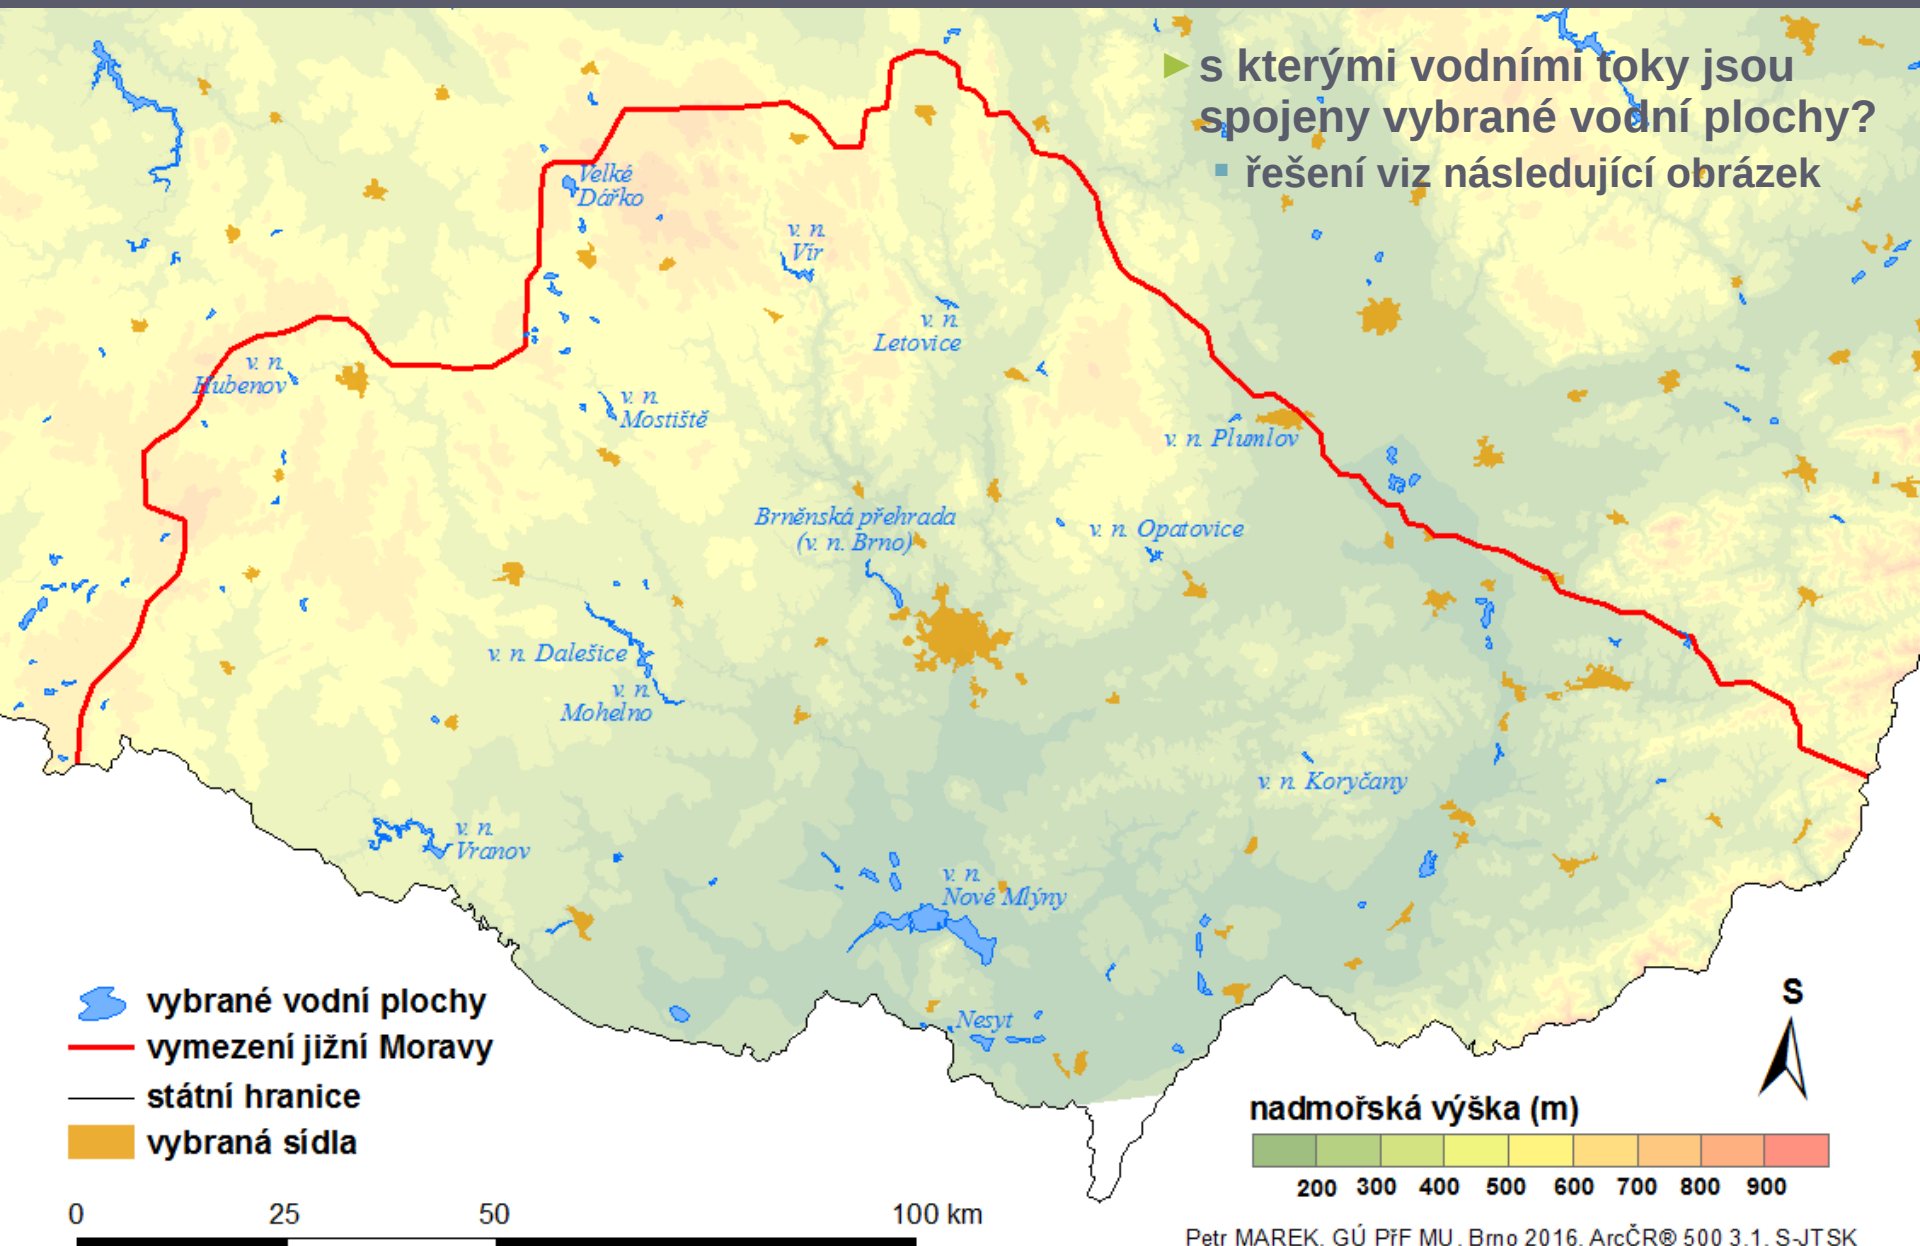 s kterými vodními toky jsou
spojeny vybrané vodní plochy?
řešení viz následující obrázek
Velké
Dářko
v. n.
Vír
v. n.
Letovice
v. n.
Hubenov
v. n.
Mostiště
v. n. Plumlov
Brněnská přehrada
(v. n. Brno)
v. n. Opatovice
v. n. Dalešice
v. n.
Mohelno
v. n. Koryčany
v. n.
Vranov
v. n.
Nové Mlýny
Nesyt
vybrané vodní plochy
vymezení jižní Moravy
státní hranice
vybraná sídla
0 25 50 100 km
S
nadmořská výška (m)
200 300 400 500 600 700 800 900
Petr MAREK, GÚ PřF MU, Brno 2016, ArcČR® 500 3.1, S-JTSK